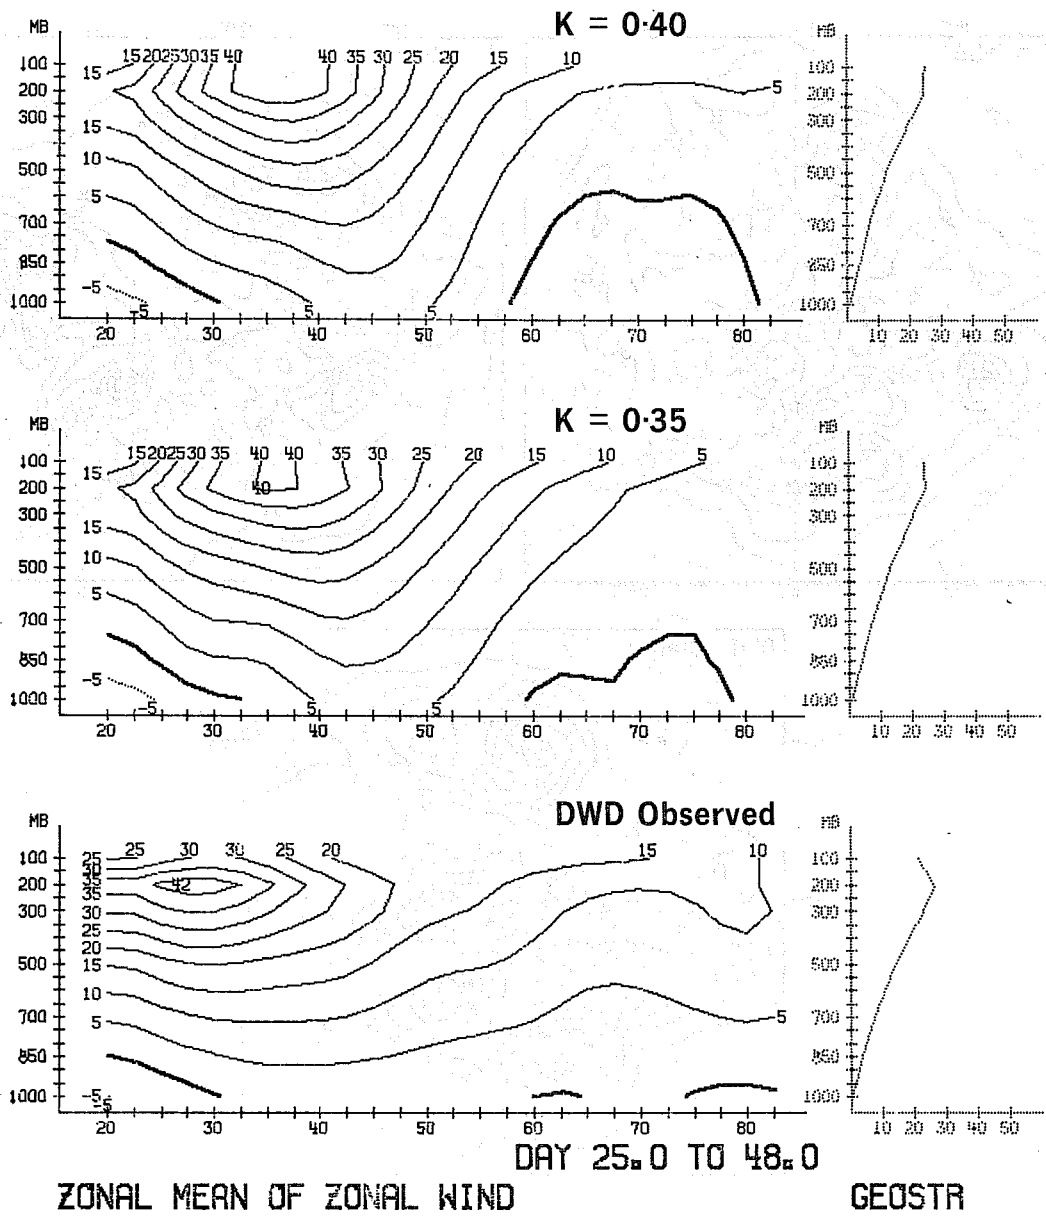 K = 0·40
MB MB
15 20 25 30 35 40 40 35 30 25 20 15 10
100 15 5 100
200 200
300 15 300
500 10 500
700 5 700
850 250
1000 -5 -5 5 5 1000
20 30 40 50 60 70 80 10 20 30 40 50
K = 0·35
MB MB
15 20 25 30 35 40 40 35 30 25 20 15 10 5
100 15 100
200 40 200
300 15 300
500 10 500
700 5 700
850 850
1000 -5 -5 5 5 1000
20 30 40 50 60 70 80 10 20 30 40 50
DWD Observed
MB MB
25 25 30 30 25 20 15 10
100 30 100
200 35 42 200
35
300 30 300
25
20
500 15 500
10
700 5 5 700
850 850
1000 -5 -5 1000
20 30 40 50 60 70 80 10 20 30 40 50
DAY 25.0 TO 48.0
ZONAL MEAN OF ZONAL WIND GEOSTR